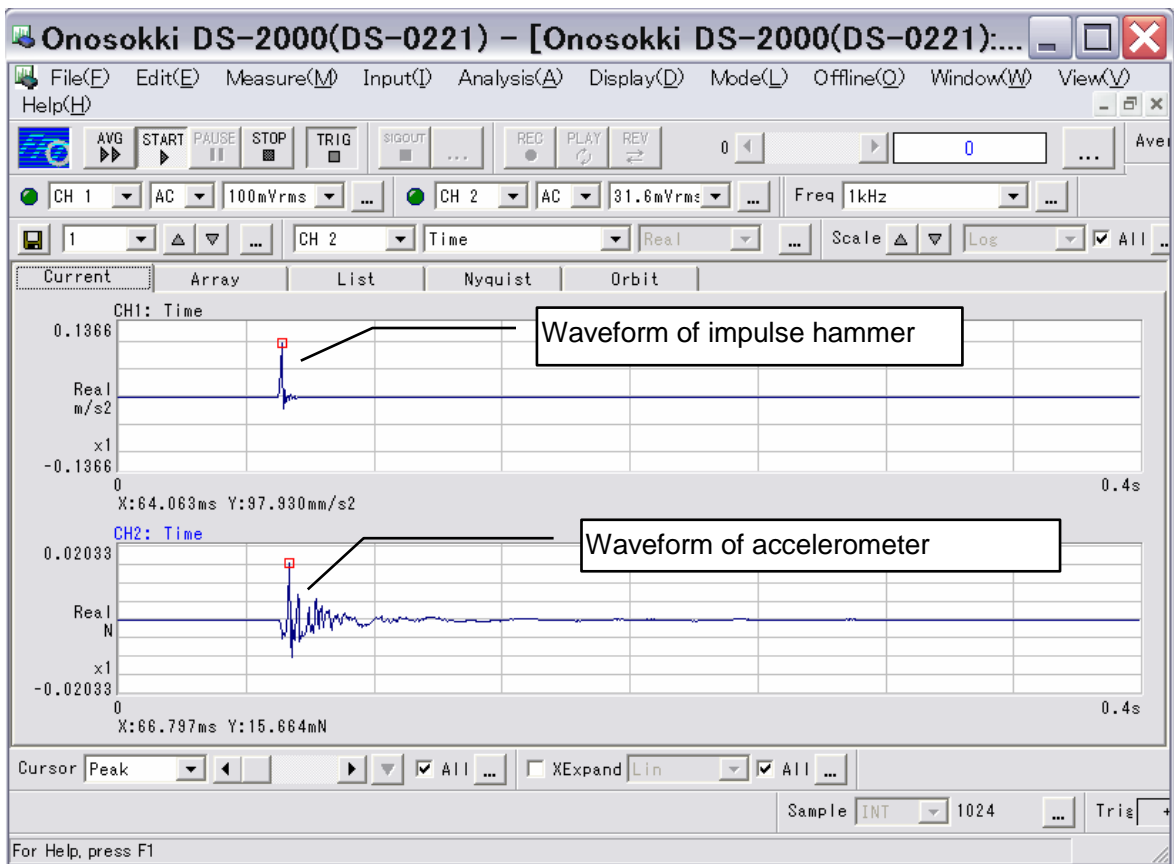 Onosokki DS-2000(DS-0221) - [Onosokki DS-2000(DS-0221):...
File(F) Edit(E) Measure(M) Input(I) Analysis(A) Display(D) Mode(L) Offline(O) Window(W) View(V)
Help(H)
AVG START PAUSE STOP TRIG SIGOUT ... REC PLAY REV 0 0 ... Aver
CH 1 AC 100mVrms ... CH 2 AC 31.6mVrms ... Freq 1kHz ...
1 ... CH 2 Time Real ... Scale Log All ..
Current Array List Nyquist Orbit
CH1: Time
0.1366
Waveform of impulse hammer
Real
m/s2
x1
-0.1366
0 0.4s
X:64.063ms Y:97.930mm/s2
CH2: Time
0.02033
Waveform of accelerometer
Real
N
x1
-0.02033
0 0.4s
X:66.797ms Y:15.664mN
Cursor Peak All ... XExpand Lin All ...
Sample INT 1024 ... Trig +
For Help, press F1